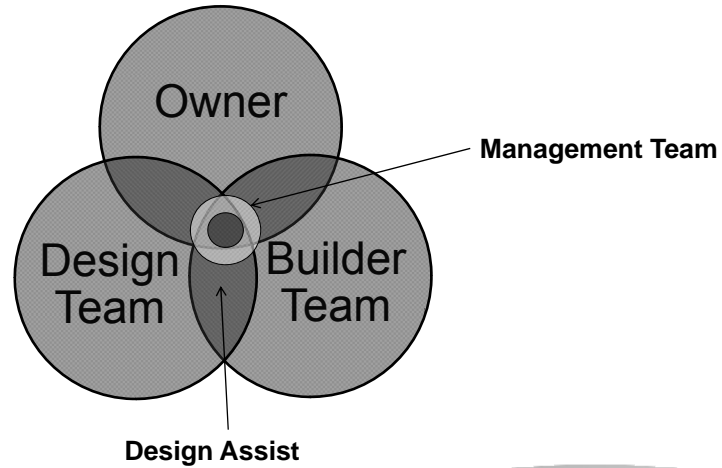 Owner
Management Team
Design
Team
Builder
Team
Design Assist